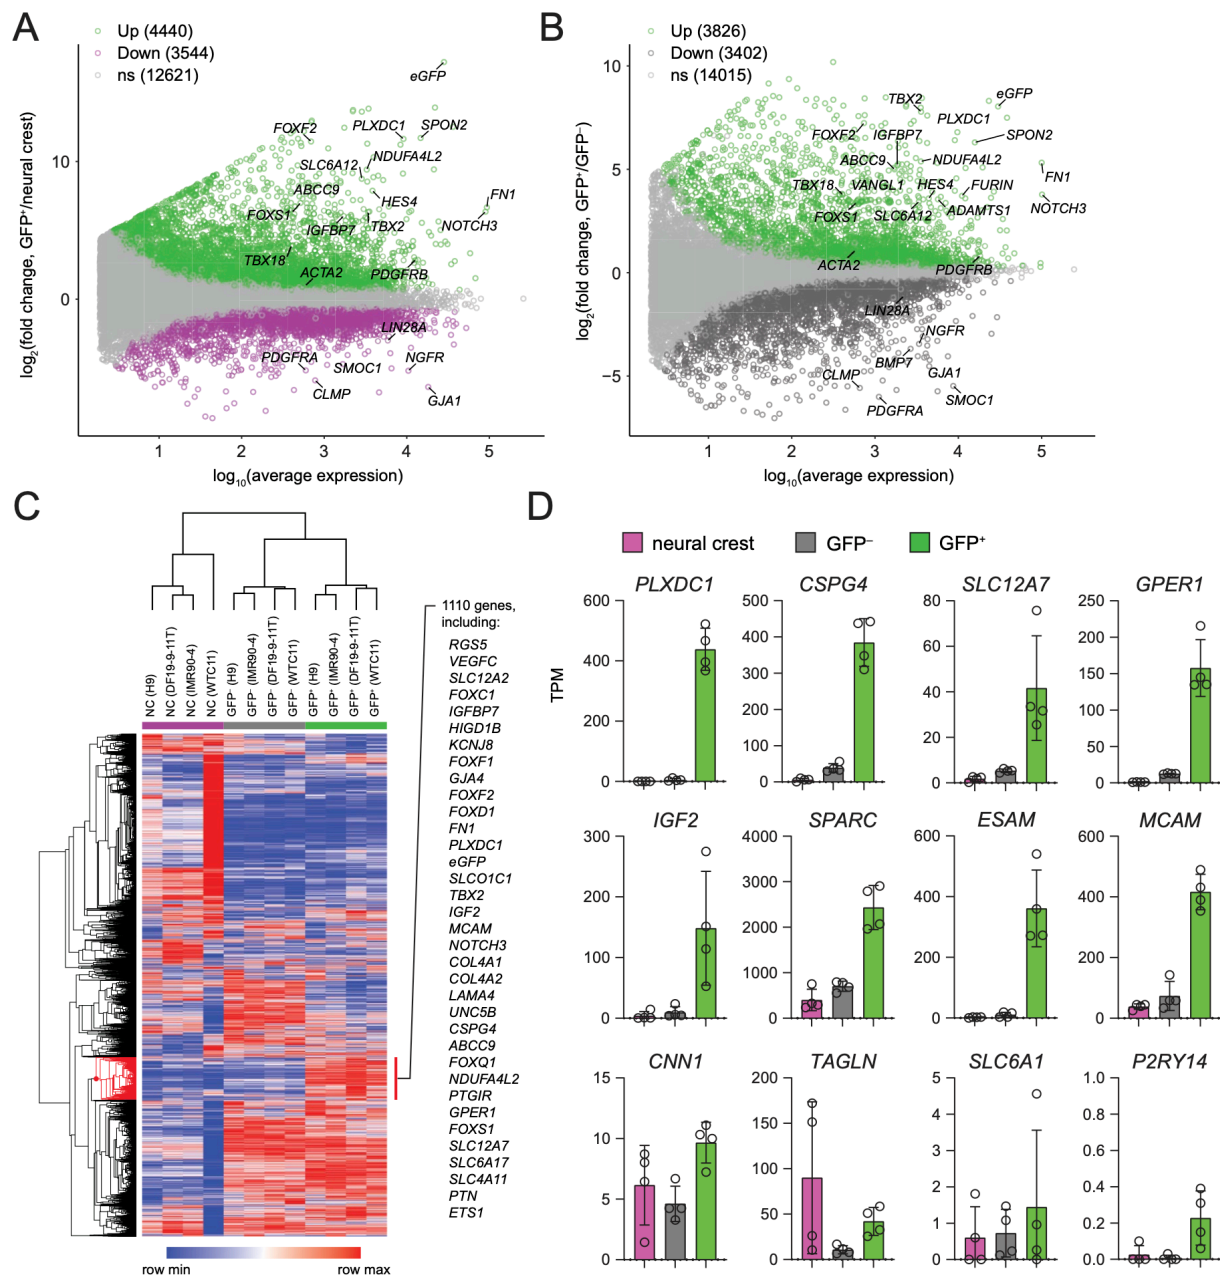 A
Up (4440)
Down (3544)
ns (12621)
log2(fold change, GFP+/neural crest)
10
0
eGFP
FOXF2
PLXDC1
SPON2
SLC6A12
NDUFA4L2
ABCC9
HES4
FN1
FOXS1
IGFBP7
TBX2
NOTCH3
TBX18
ACTA2
PDGFRB
LIN28A
PDGFRA
SMOC1
NGFR
CLMP
GJA1
1 2 3 4 5
log10(average expression)
B
Up (3826)
Down (3402)
ns (14015)
log2(fold change, GFP+/GFP–)
10
5
0
−5
TBX2
eGFP
PLXDC1
FOXF2
IGFBP7
SPON2
ABCC9
NDUFA4L2
FN1
TBX18
VANGL1
HES4
FURIN
FOXS1
SLC6A12
ADAMTS1
NOTCH3
ACTA2
PDGFRB
LIN28A
NGFR
BMP7
CLMP
GJA1
PDGFRA
SMOC1
1 2 3 4 5
log10(average expression)
C
NC (H9)
NC (DF19-9-11T)
NC (IMR90-4)
NC (WTC11)
GFP– (H9)
GFP– (IMR90-4)
GFP– (DF19-9-11T)
GFP– (WTC11)
GFP+ (H9)
GFP+ (IMR90-4)
GFP+ (DF19-9-11T)
GFP+ (WTC11)
1110 genes,
including:
RGS5
VEGFC
SLC12A2
FOXC1
IGFBP7
HIGD1B
KCNJ8
FOXF1
GJA4
FOXF2
FOXD1
FN1
PLXDC1
eGFP
SLCO1C1
TBX2
IGF2
MCAM
NOTCH3
COL4A1
COL4A2
LAMA4
UNC5B
CSPG4
ABCC9
FOXQ1
NDUFA4L2
PTGIR
GPER1
FOXS1
SLC12A7
SLC6A17
SLC4A11
PTN
ETS1
row min
row max
D
neural crest
GFP–
GFP+
TPM
PLXDC1
600
400
200
0
CSPG4
500
400
300
200
100
0
SLC12A7
80
60
40
20
0
GPER1
250
200
150
100
50
0
IGF2
300
200
100
0
SPARC
4000
3000
2000
1000
0
ESAM
600
400
200
0
MCAM
600
400
200
0
CNN1
15
10
5
0
TAGLN
200
150
100
50
0
SLC6A1
5
4
3
2
1
0
P2RY14
1.0
0.8
0.6
0.4
0.2
0.0